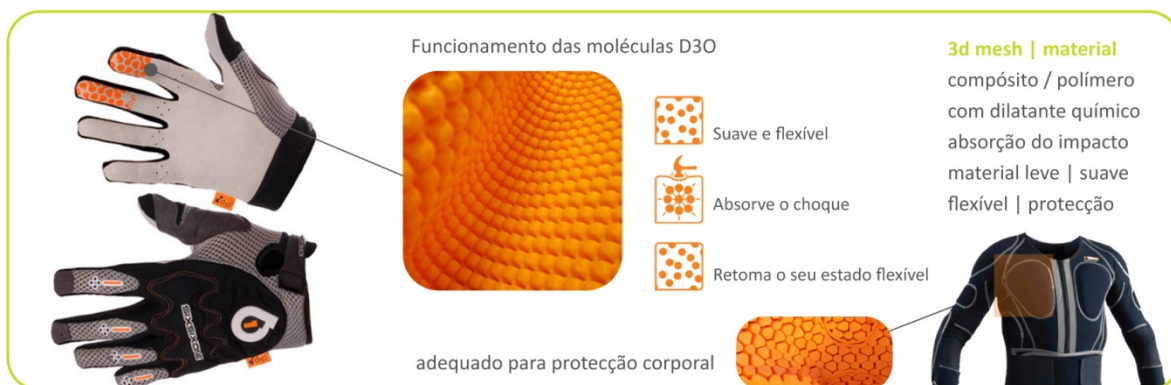 Funcionamento das moléculas D3O
Suave e flexível
Absorve o choque
Retoma o seu estado flexível
adequado para protecção corporal
3d mesh | material
compósito / polímero
com dilatante químico
absorção do impacto
material leve | suave
flexível | protecção
SIXSIXONE